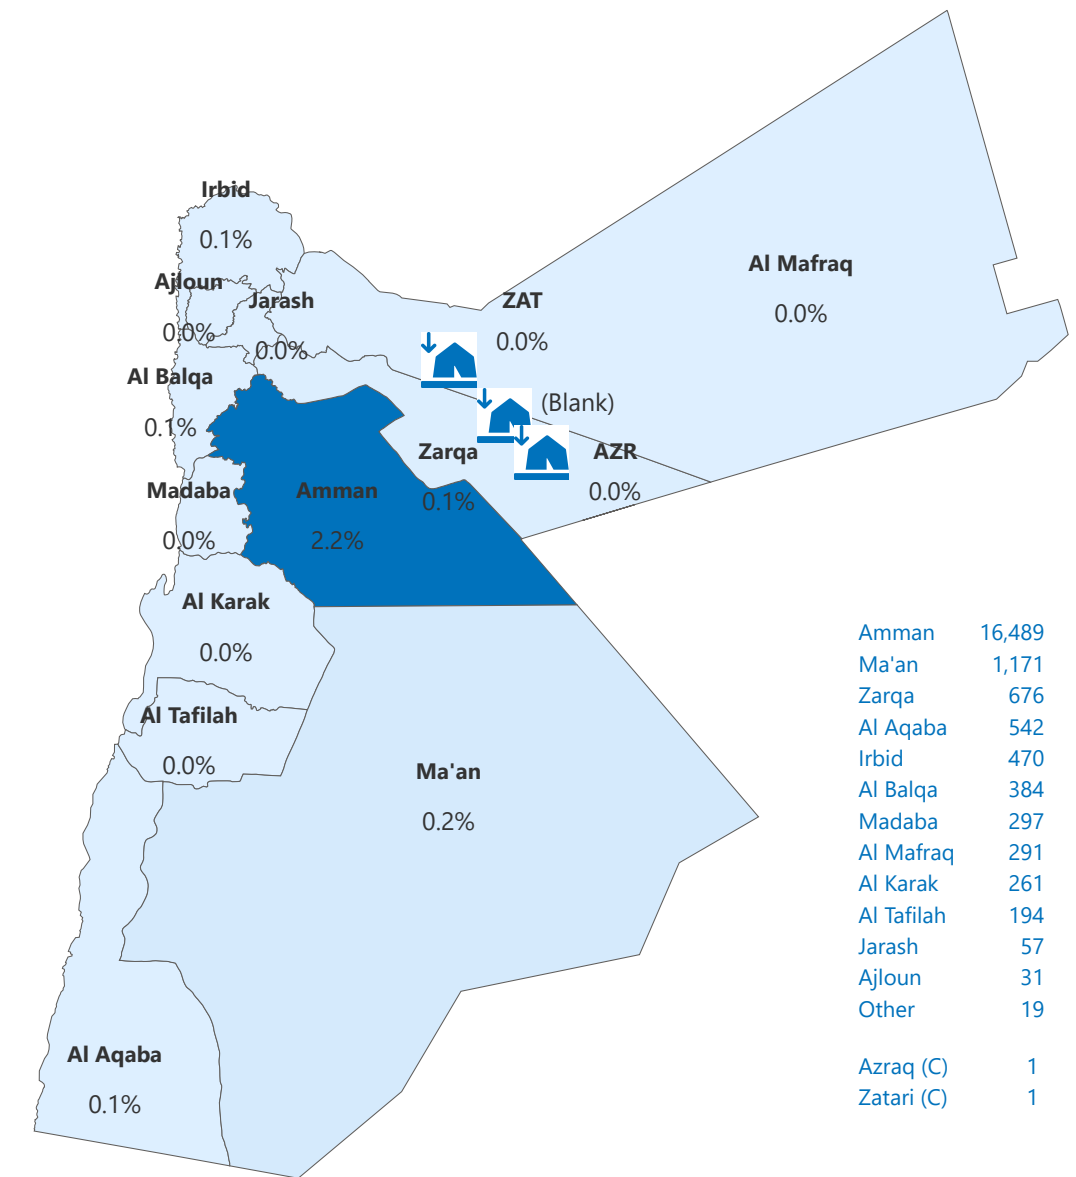 Irbid
0.1%
Ajloun
0.0%
Jarash
0.0%
ZAT
0.0%
Al Mafraq
0.0%
Al Balqa
0.1%
(Blank)
Zarqa
0.1%
AZR
0.0%
Madaba
0.0%
Amman
2.2%
Al Karak
0.0%
Al Tafilah
0.0%
Ma'an
0.2%
Al Aqaba
0.1%
Amman 16,489
Ma'an 1,171
Zarqa 676
Al Aqaba 542
Irbid 470
Al Balqa 384
Madaba 297
Al Mafraq 291
Al Karak 261
Al Tafilah 194
Jarash 57
Ajloun 31
Other 19
Azraq (C) 1
Zatari (C) 1